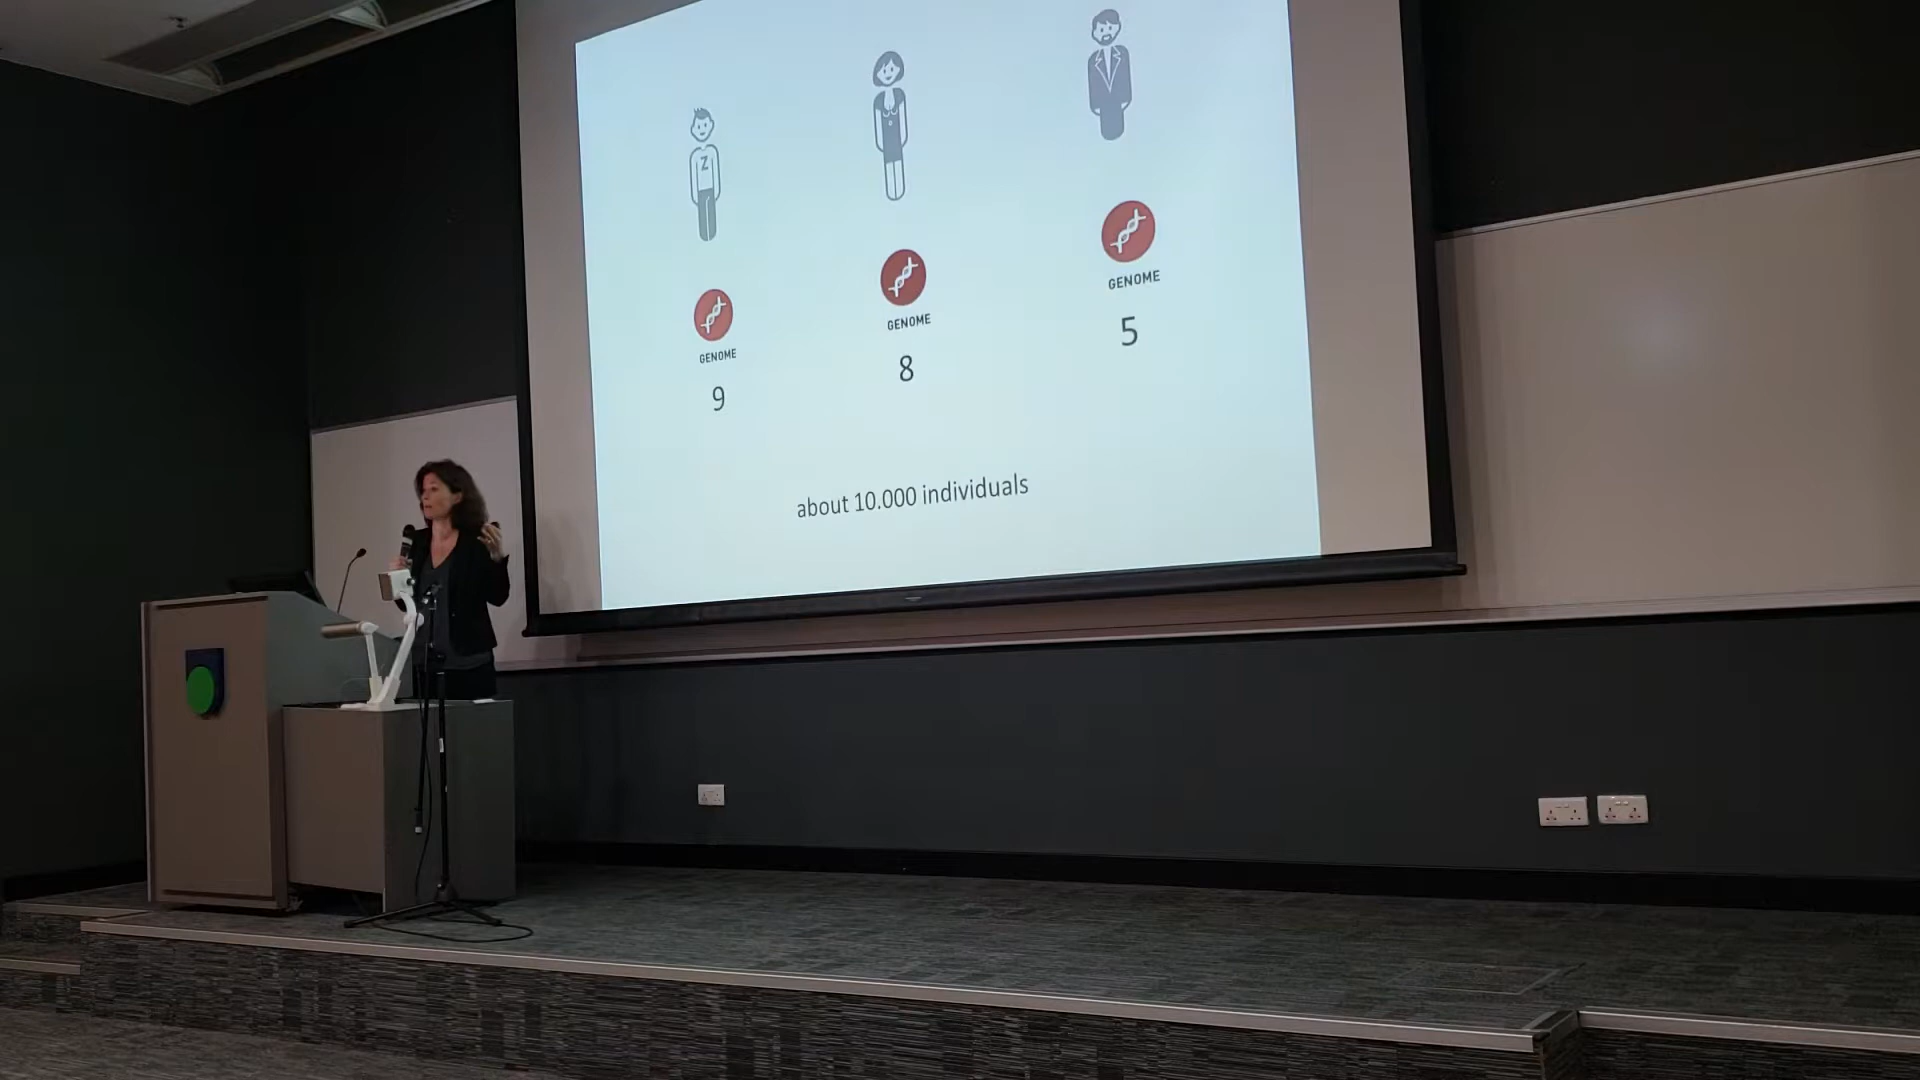 Z
GENOME
GENOME
GENOME
9
8
5
about 10.000 individuals